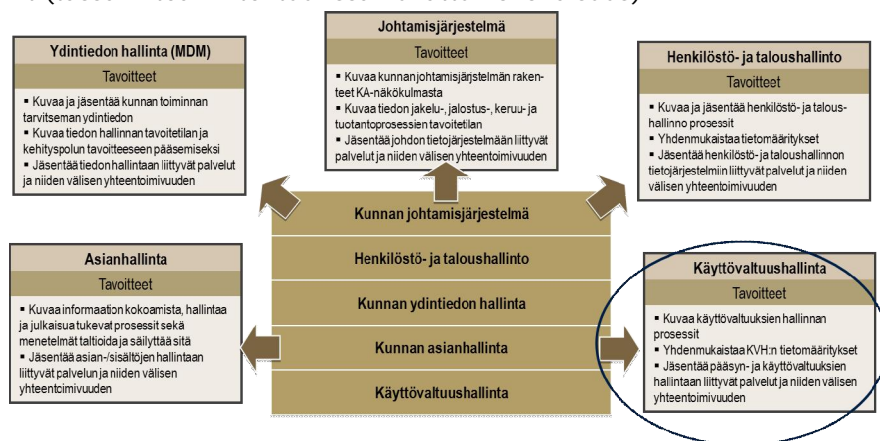 Johtamisjärjestelmä
Tavoitteet
▪ Kuvaa kunnan johtamisjärjestelmän raken-
teet KA-näkökulmasta
▪ Kuvaa tiedon jakelu-, jalostus-, keruu- ja
tuotantoprosessien tavoitetilan
▪ Jäsentää johdon tietojärjestelmään liittyvät
palvelut ja niiden välisen yhteentoimivuuden
Ydintiedon hallinta (MDM)
Tavoitteet
▪ Kuvaa ja jäsentää kunnan toiminnan
tarvitseman ydintiedon
▪ Kuvaa tiedon hallinnan tavoitetilan ja
kehityspolun tavoitteeseen pääsemiseksi
▪ Jäsentää tiedon hallintaan liittyvät palvelut
ja niiden välisen yhteentoimivuuden
Henkilöstö- ja taloushallinto
Tavoitteet
▪ Kuvaa ja jäsentää henkilöstö- ja talous-
hallinno prosessit
▪ Yhdenmukaistaa tietomääritykset
▪ Jäsentää henkilöstö- ja taloushallinnon
tietojärjestelmiin liittyvät palvelut ja niiden
välisen yhteentoimivuuden
Kunnan johtamisjärjestelmä
Henkilöstö- ja taloushallinto
Kunnan ydintiedon hallinta
Kunnan asianhallinta
Käyttövaltuushallinta
Asianhallinta
Tavoitteet
▪ Kuvaa informaation kokoamista, hallintaa
ja julkaisua tukevat prosessit sekä
menetelmät taltioida ja säilyttää sitä
▪ Jäsentää asian-/sisältöjen hallintaan
liittyvät palvelun ja niiden välisen
yhteentoimivuuden
Käyttövaltuushallinta
Tavoitteet
▪ Kuvaa käyttövaltuuksien hallinnan
prosessit
▪ Yhdenmukaistaa KVH:n tietomääritykset
▪ Jäsentää pääsyn- ja käyttövaltuuksien
hallintaan liittyvät palvelut ja niiden välisen
yhteentoimivuuden